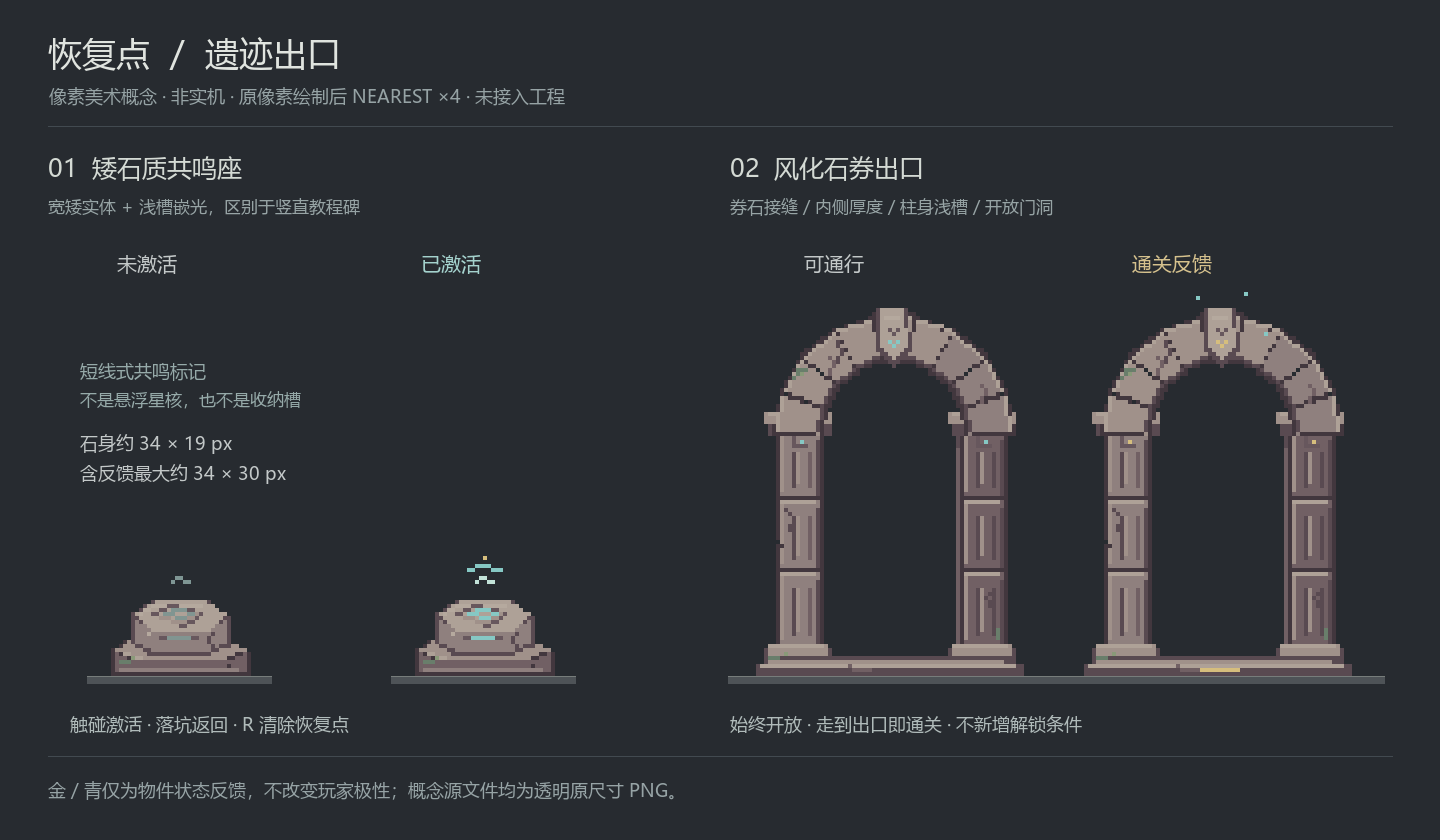 恢复点 / 遗迹出口
像素美术概念 · 非实机 · 原像素绘制后 NEAREST ×4 · 未接入工程
01 矮石质共鸣座
宽矮实体 + 浅槽嵌光，区别于竖直教程碑
未激活
已激活
短线式共鸣标记
不是悬浮星核，也不是收纳槽
石身约 34 × 19 px
含反馈最大约 34 × 30 px
触碰激活 · 落坑返回 · R 清除恢复点
02 风化石券出口
券石接缝 / 内侧厚度 / 柱身浅槽 / 开放门洞
可通行
通关反馈
始终开放 · 走到出口即通关 · 不新增解锁条件
金 / 青仅为物件状态反馈，不改变玩家极性；概念源文件均为透明原尺寸 PNG。